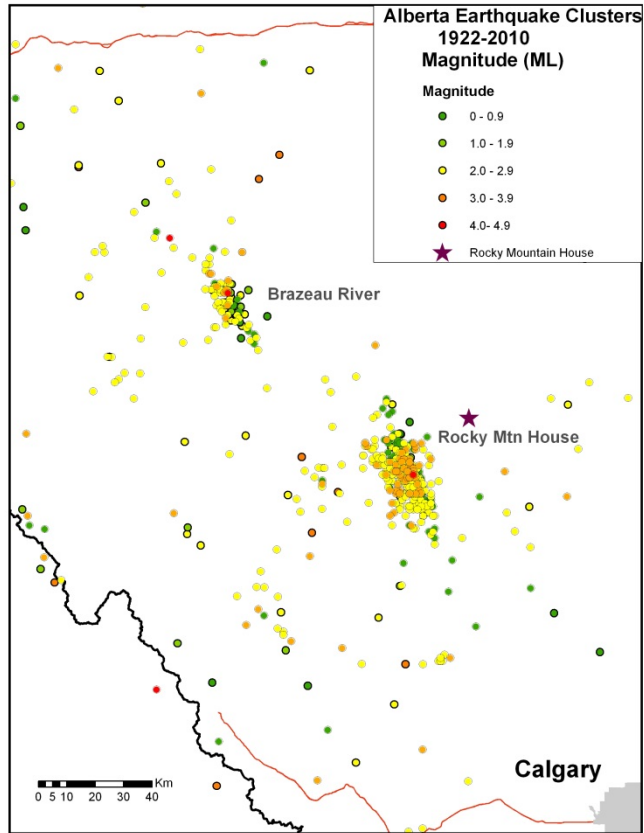 Alberta Earthquake Clusters
1922-2010
Magnitude (ML)
Magnitude
0 - 0.9
1.0 - 1.9
2.0 - 2.9
3.0 - 3.9
4.0 - 4.9
Rocky Mountain House
Brazeau River
Rocky Mtn House
Calgary
Km
0 5 10 20 30 40